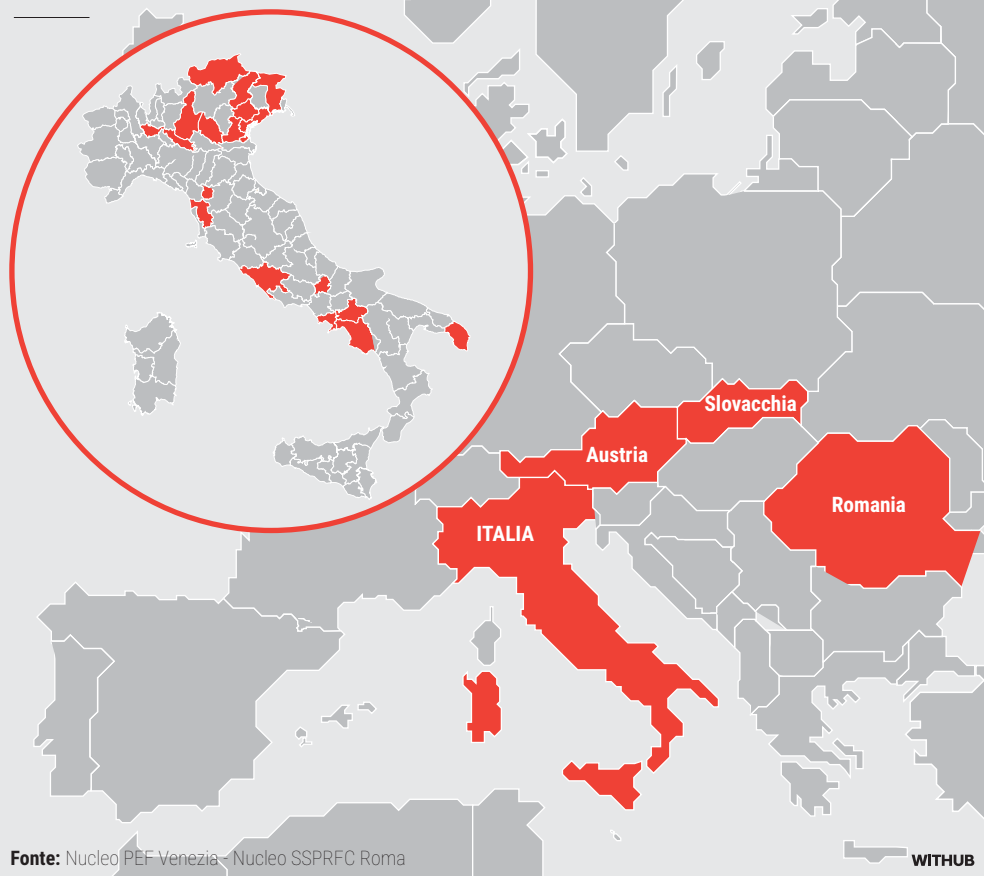 Slovacchia
Austria
Romania
ITALIA
Fonte: Nucleo PEF Venezia - Nucleo SSPRFC Roma
WITHUB